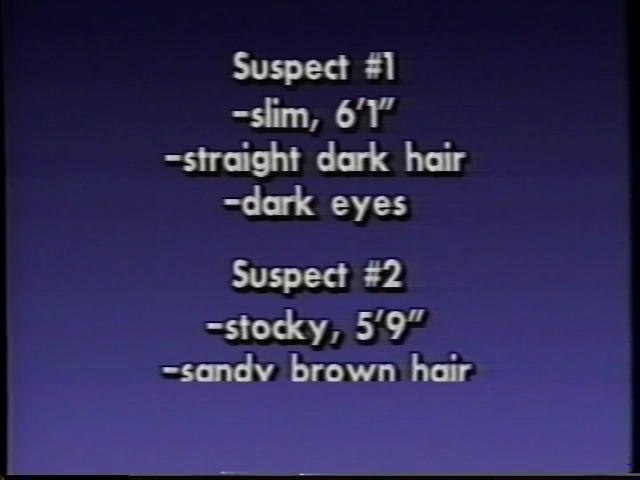 Suspect #1
-slim, 6'1"
-straight dark hair
-dark eyes
Suspect #2
-stocky, 5'9"
-sandy brown hair